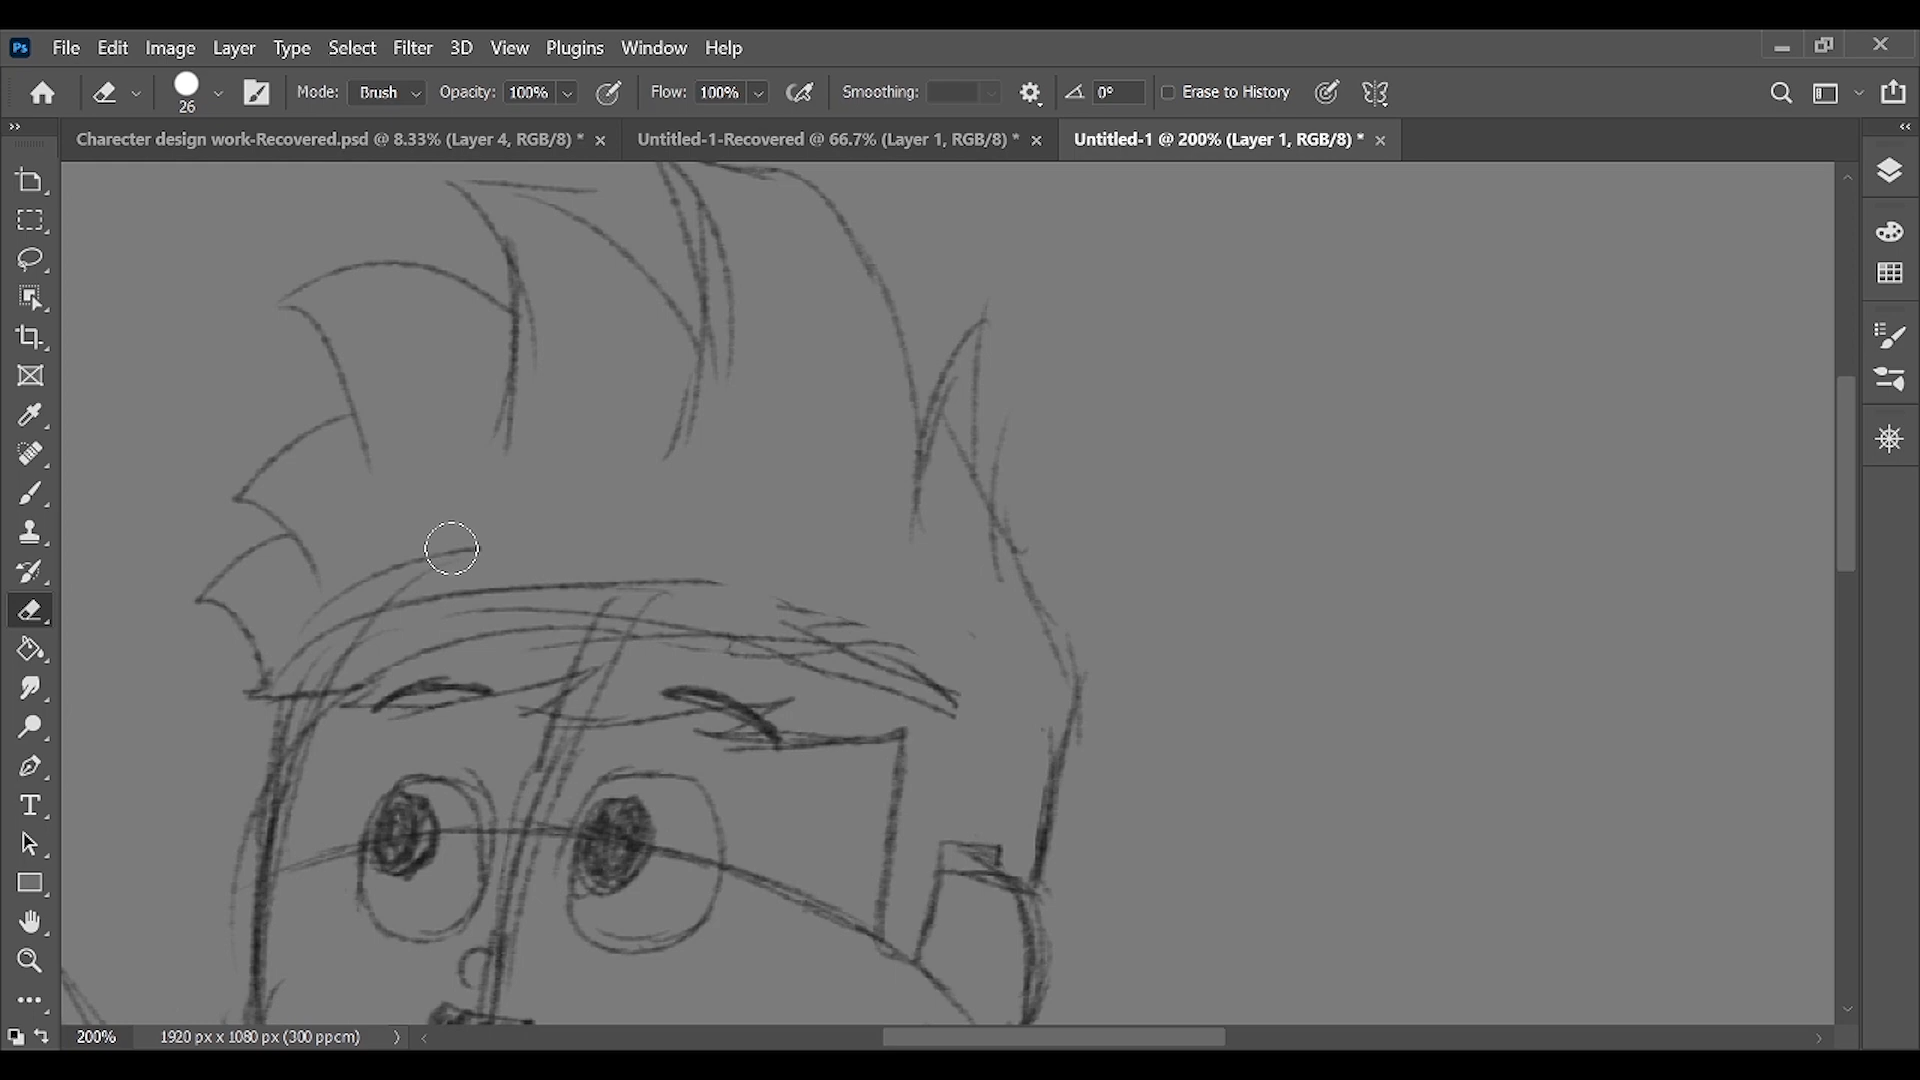 Ps File Edit Image Layer Type Select Filter 3D View Plugins Window Help
26 Mode: Brush Opacity: 100% Flow: 100% Smoothing: 0° Erase to History
Charecter design work-Recovered.psd @ 8.33% (Layer 4, RGB/8) * Untitled-1-Recovered @ 66.7% (Layer 1, RGB/8) * Untitled-1 @ 200% (Layer 1, RGB/8) *
200% 1920 px x 1080 px (300 ppcm)